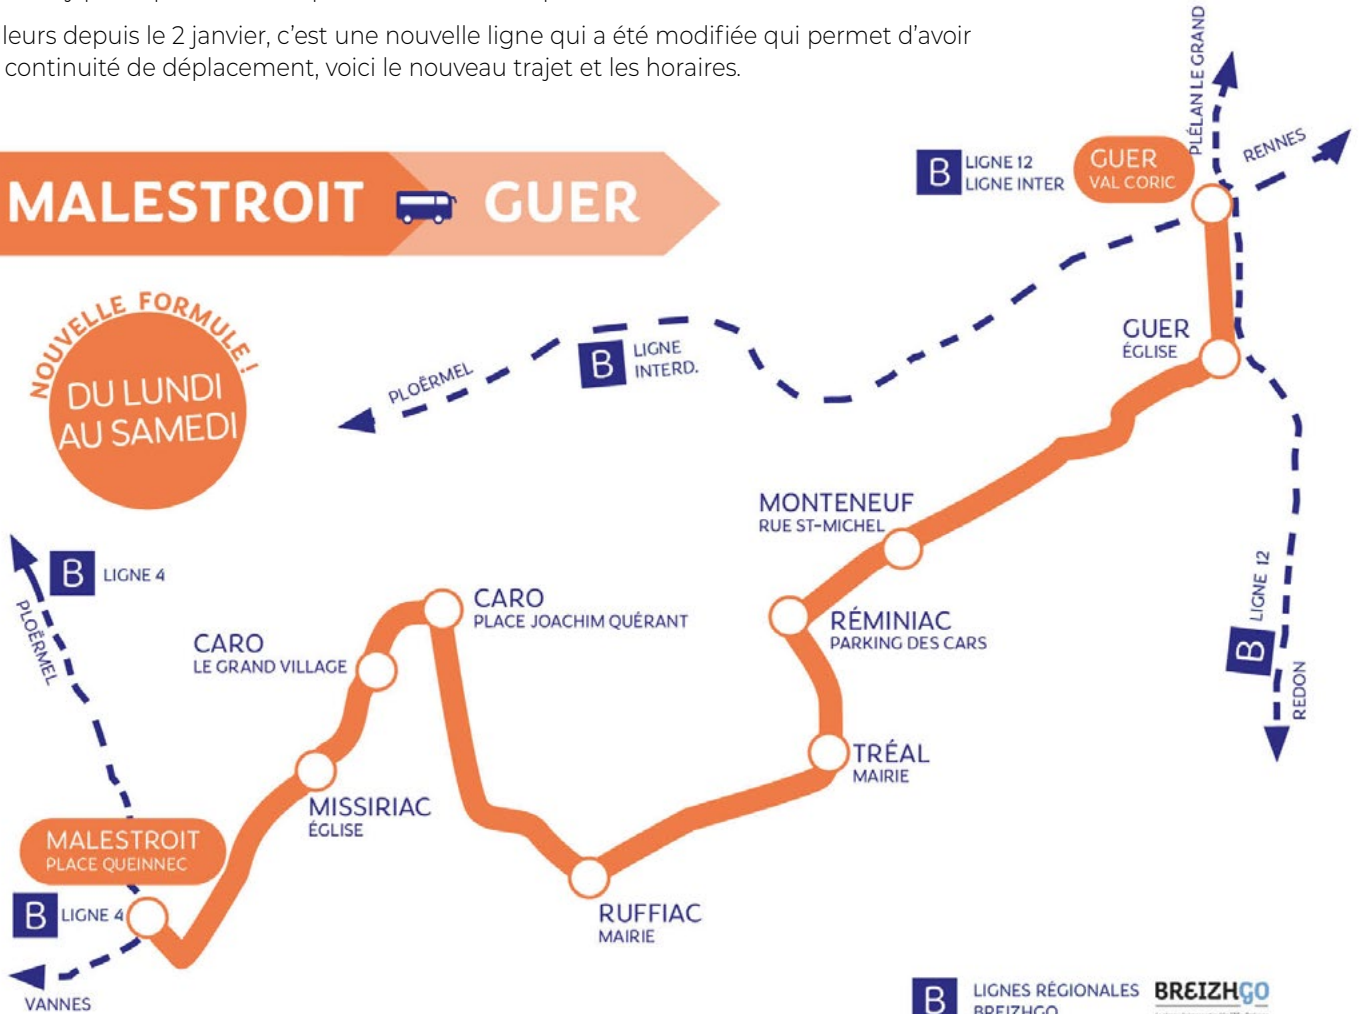 leurs depuis le 2 janvier, c'est une nouvelle ligne qui a été modifiée qui permet d'avoir
continuité de déplacement, voici le nouveau trajet et les horaires.
MALESTROIT GUER
NOUVELLE FORMULE !
DU LUNDI
AU SAMEDI
PLÉLAN LE GRAND
RENNES
B LIGNE 12
LIGNE INTER
GUER
VAL CORIC
GUER
ÉGLISE
B LIGNE
INTERD.
PLOËRMEL
MONTENEUF
RUE ST-MICHEL
RÉMINIAC
PARKING DES CARS
B LIGNE 12
REDON
B LIGNE 4
PLOËRMEL
CARO
PLACE JOACHIM QUÉRANT
CARO
LE GRAND VILLAGE
TRÉAL
MAIRIE
MISSIRIAC
ÉGLISE
MALESTROIT
PLACE QUEINNEC
B LIGNE 4
RUFFIAC
MAIRIE
VANNES
B LIGNES RÉGIONALES
BREIZHGO
BREIZHGO